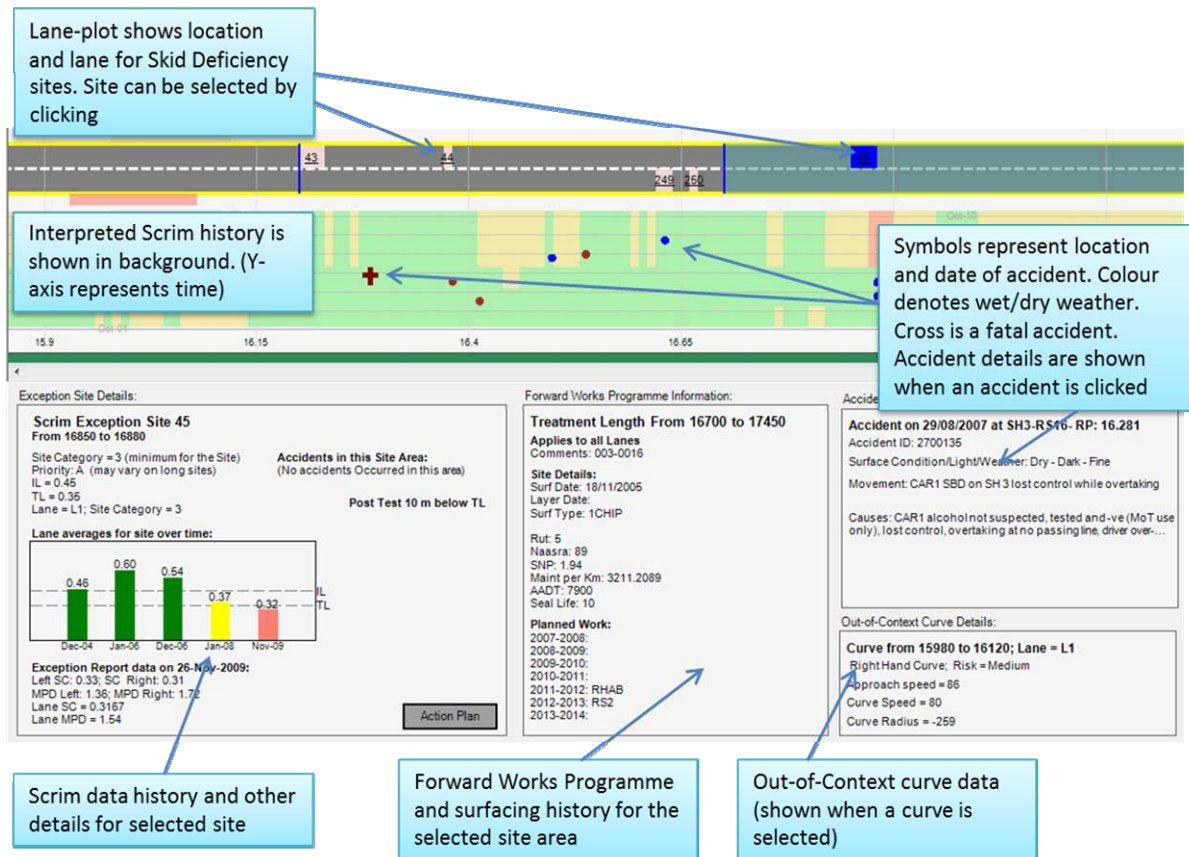 Lane-plot shows location
and lane for Skid Deficiency
sites. Site can be selected by
clicking
43
44
45
249
250
Oct-10
Interpreted Scrim history is
shown in background. (Y-
axis represents time)
Symbols represent location
and date of accident. Colour
denotes wet/dry weather.
Cross is a fatal accident.
Accident details are shown
when an accident is clicked
15.9
16.15
16.4
16.65
Exception Site Details:
Scrim Exception Site 45
From 16850 to 16880
Site Category = 3 (minimum for the Site)
Priority: A (may vary on long sites)
IL = 0.45
TL = 0.35
Lane = L1; Site Category = 3
Accidents in this Site Area:
(No accidents Occurred in this area)
Post Test 10 m below TL
Lane averages for site over time:
0.46
0.60
0.54
0.37
0.32
IL
TL
Dec-04
Jan-06
Dec-06
Jan-08
Nov-09
Exception Report data on 26-Nov-2009:
Left SC: 0.33; SC Right: 0.31
MPD Left: 1.36; MPD Right: 1.72
Lane SC = 0.3167
Lane MPD = 1.54
Action Plan
Forward Works Programme Information:
Treatment Length From 16700 to 17450
Applies to all Lanes
Comments: 003-0016
Site Details:
Surf Date: 18/11/2005
Layer Date:
Surf Type: 1CHIP
Rut: 5
Naasra: 89
SNP: 1.94
Maint per Km: 3211.2089
AADT: 7900
Seal Life: 10
Planned Work:
2007-2008:
2008-2009:
2009-2010:
2010-2011:
2011-2012: RHAB
2012-2013: RS2
2013-2014:
Accident on 29/08/2007 at SH3-RS16- RP: 16.281
Accident ID: 2700135
Surface Condition/Light/Weather: Dry - Dark - Fine
Movement: CAR1 SBD on SH 3 lost control while overtaking
Causes: CAR1 alcohol not suspected, tested and -ve (MoT use
only), lost control, overtaking at no passing line, driver over-...
Out-of-Context Curve Details:
Curve from 15980 to 16120; Lane = L1
Right Hand Curve; Risk = Medium
Approach speed = 86
Curve Speed = 80
Curve Radius = -259
Scrim data history and other
details for selected site
Forward Works Programme
and surfacing history for the
selected site area
Out-of-Context curve data
(shown when a curve is
selected)